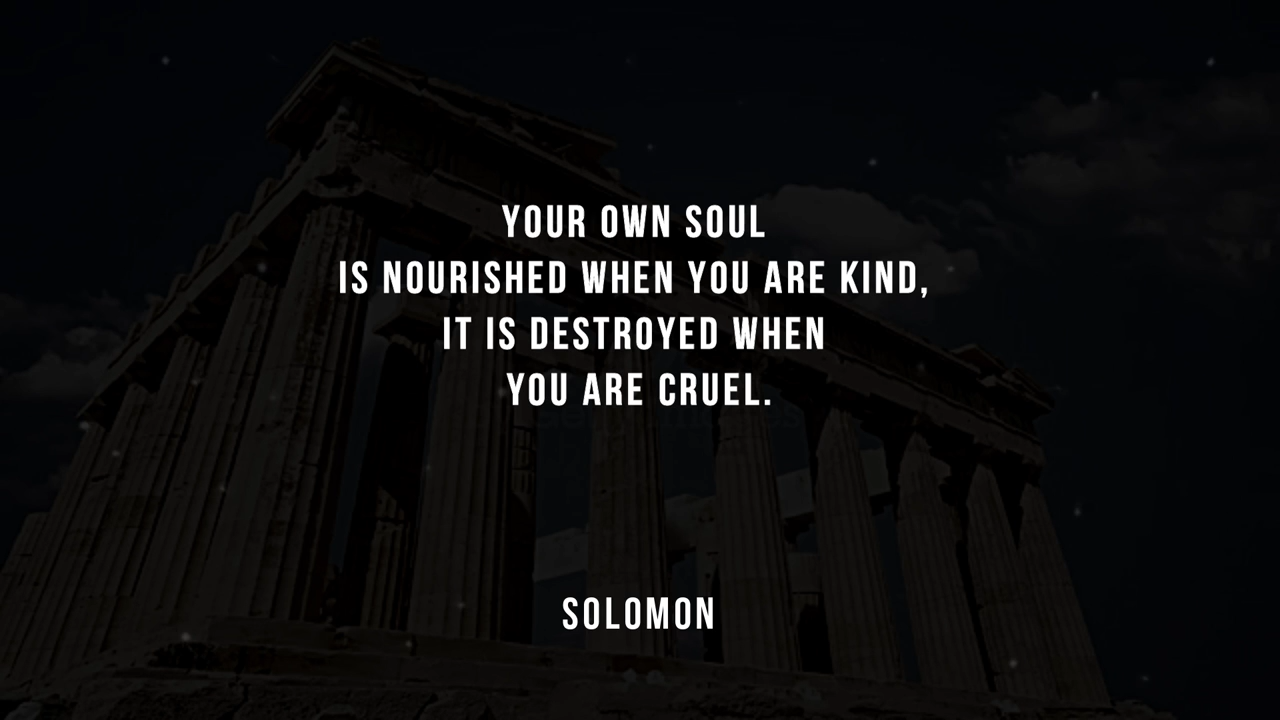 YOUR OWN SOUL
IS NOURISHED WHEN YOU ARE KIND,
IT IS DESTROYED WHEN
YOU ARE CRUEL.
SOLOMON